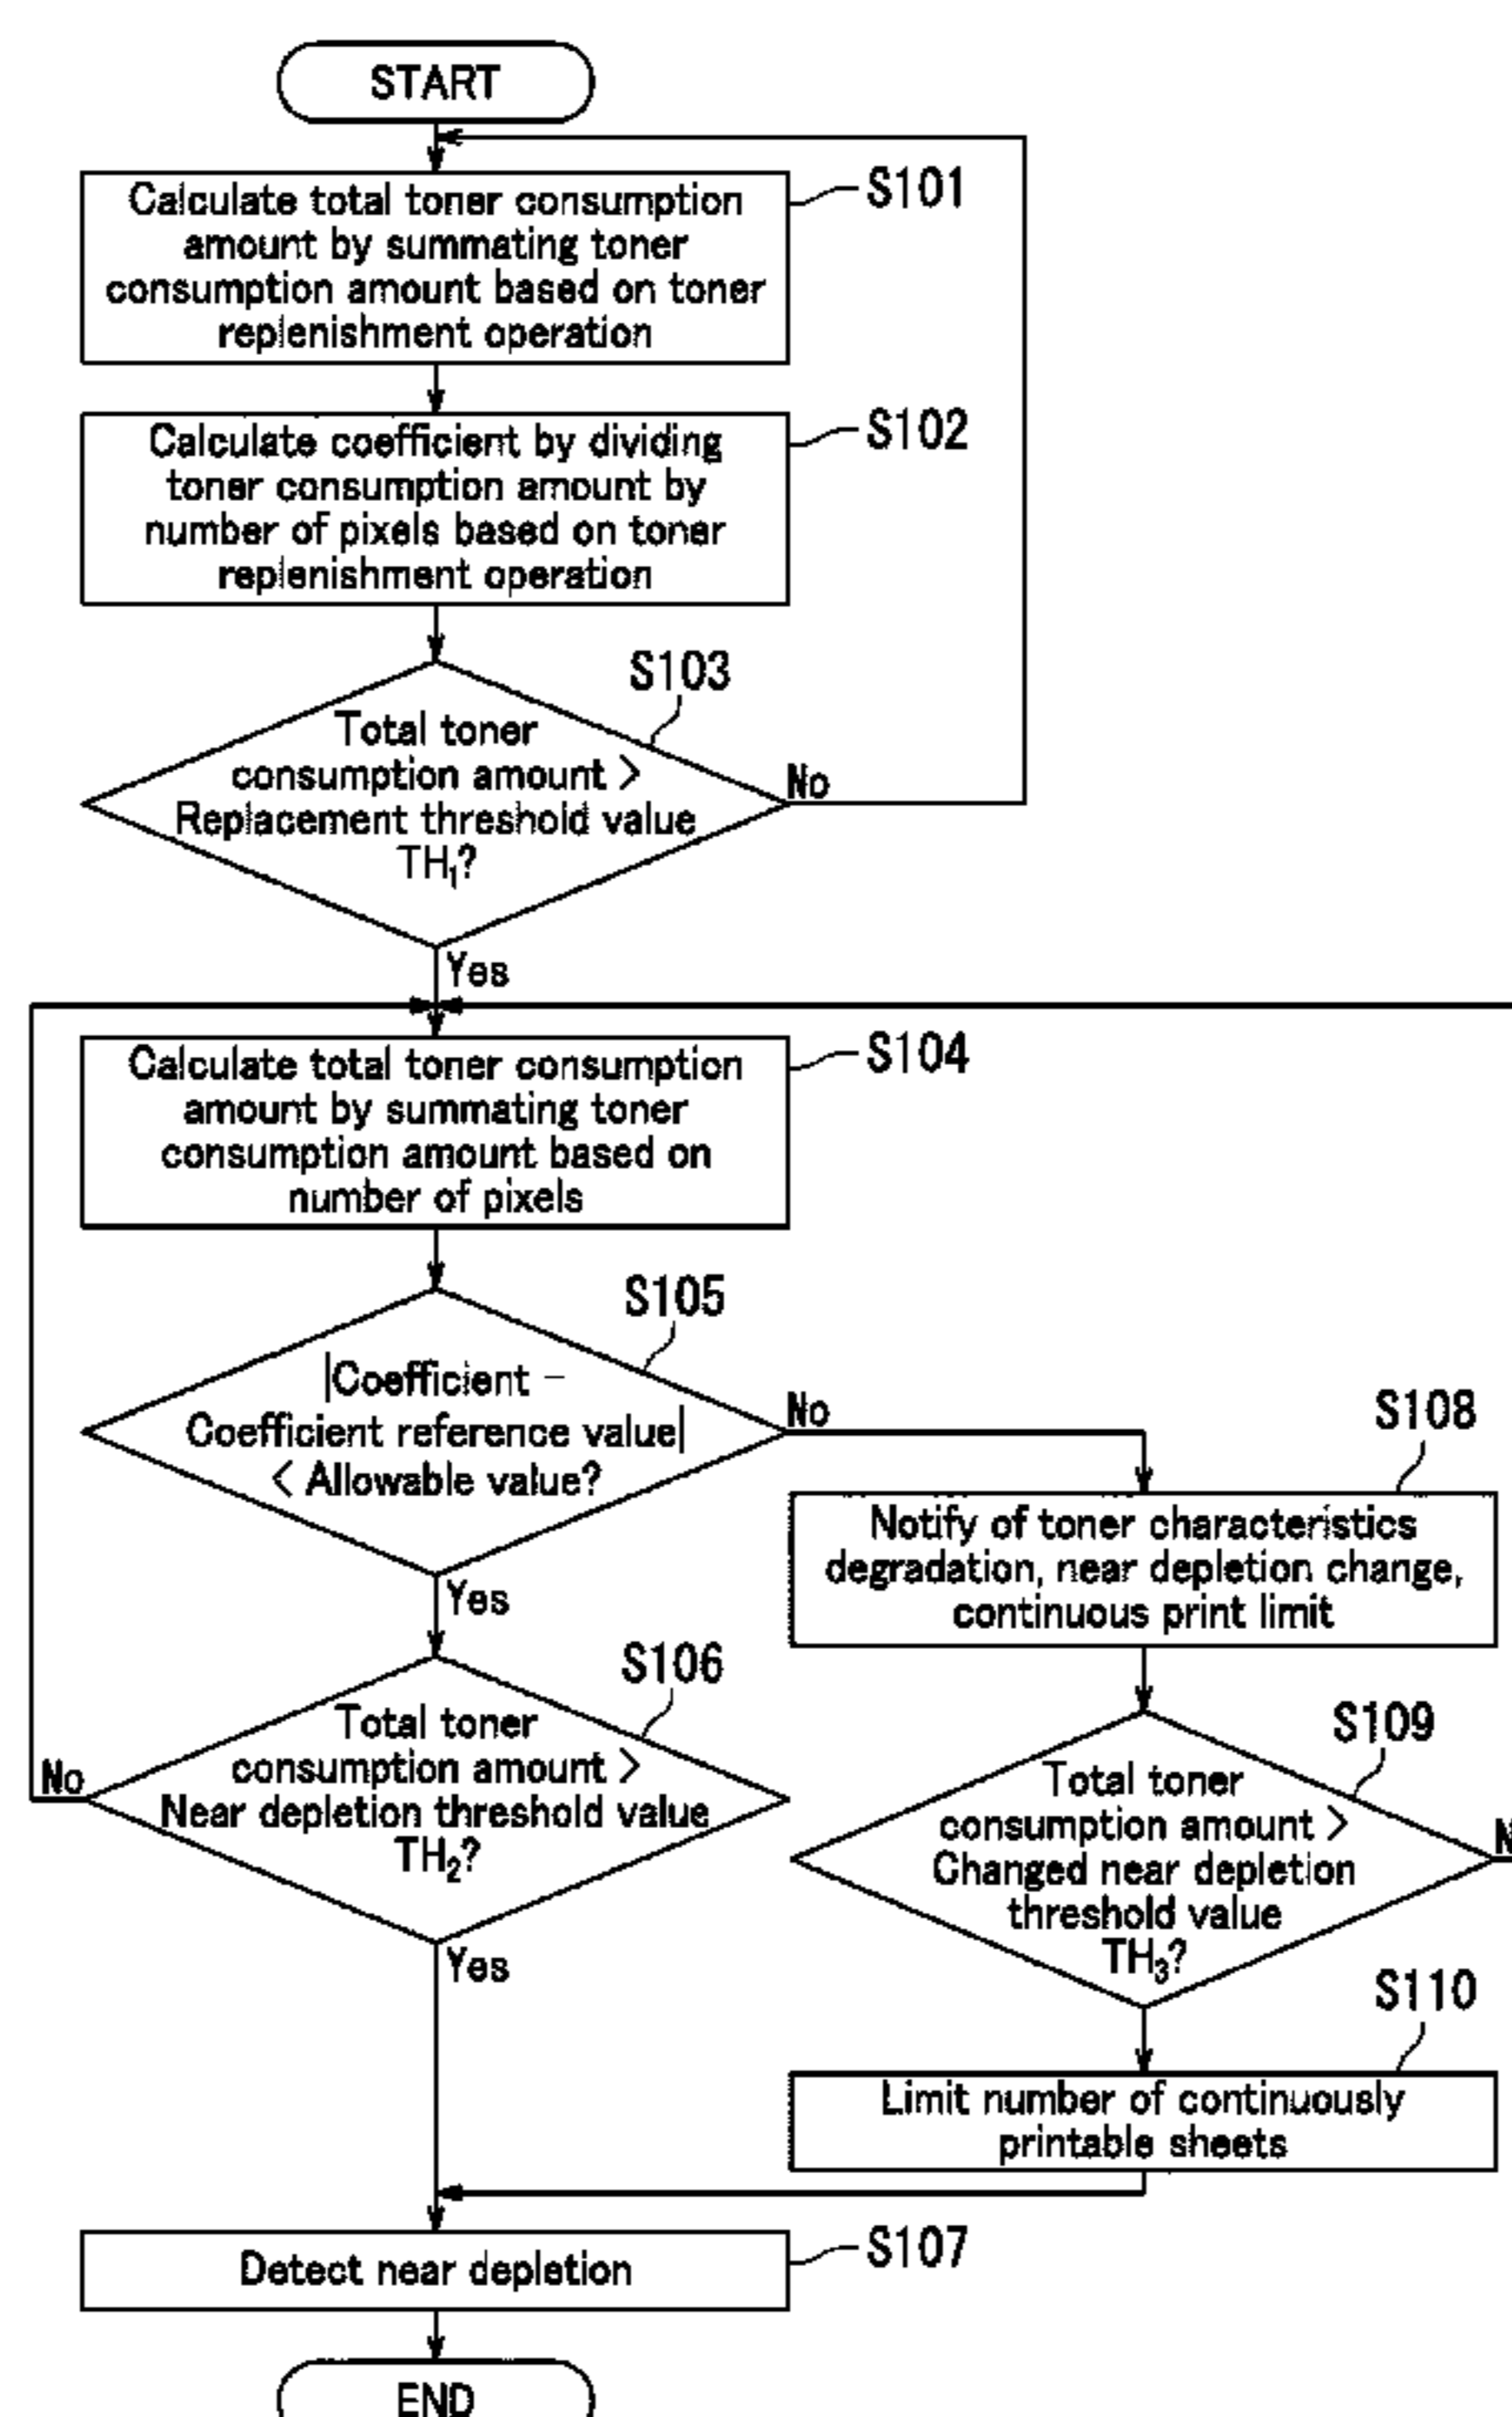 START
S101
Calculate total toner consumption
amount by summating toner
consumption amount based on toner
replenishment operation
S102
Calculate coefficient by dividing
toner consumption amount by
number of pixels based on toner
replenishment operation
S103
Total toner
consumption amount >
Replacement threshold value
TH₁?
No
Yes
S104
Calculate total toner consumption
amount by summating toner
consumption amount based on
number of pixels
S105
|Coefficient −
Coefficient reference value|
< Allowable value?
No
Yes
S108
Notify of toner characteristics
degradation, near depletion change,
continuous print limit
S106
Total toner
consumption amount >
Near depletion threshold value
TH₂?
No
Yes
S109
Total toner
consumption amount >
Changed near depletion
threshold value
TH₃?
S110
Limit number of continuously
printable sheets
S107
Detect near depletion
END